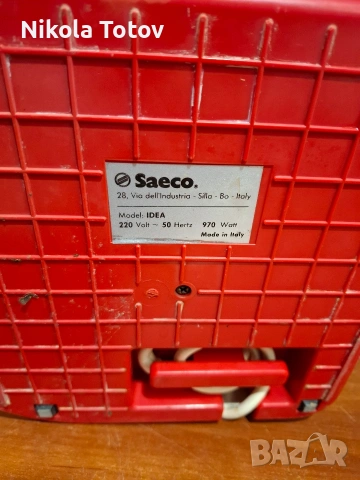 Nikola Totov
Saeco.
28, Via dell'Industria - Silla - Bo - Italy
Model: IDEA
220 Volt ~ 50 Hertz 970 Watt
Made in Italy
BAZAR